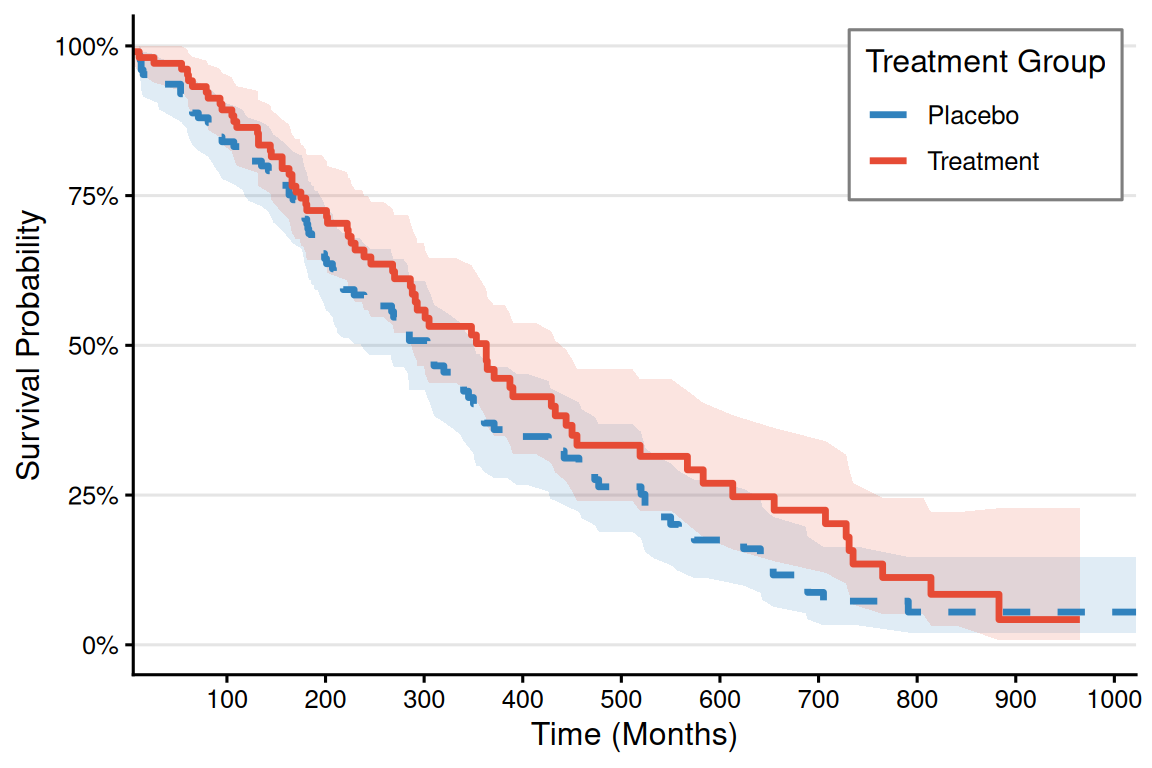 Treatment Group
Placebo
Treatment
Survival Probability
100%
75%
50%
25%
0%
100 200 300 400 500 600 700 800 900 1000
Time (Months)